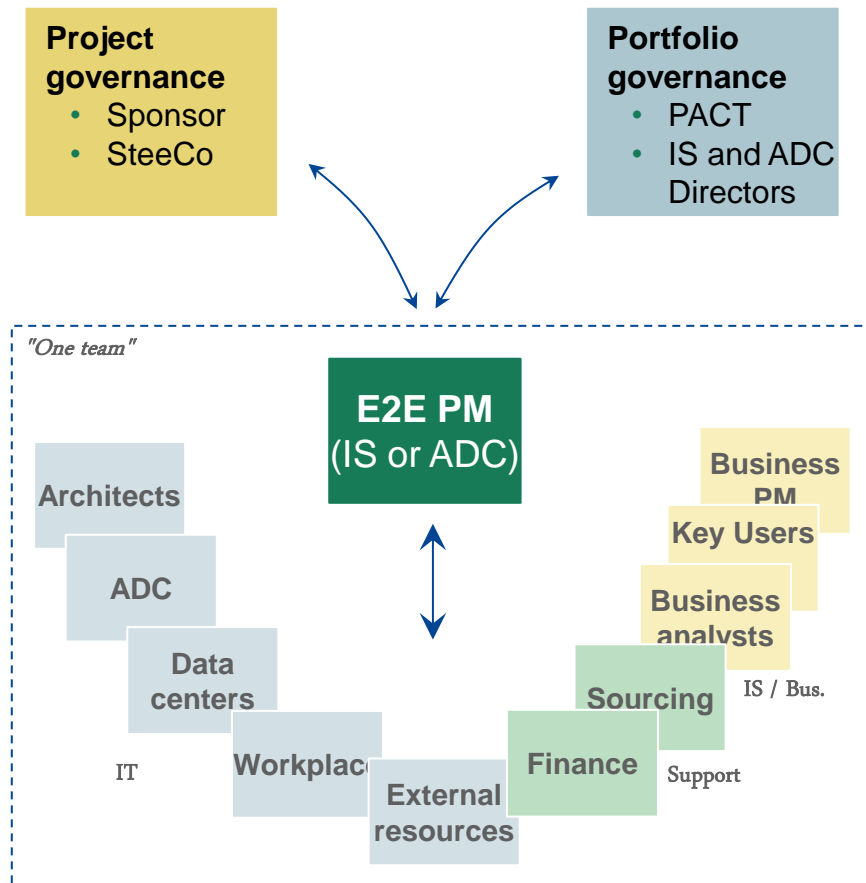 Project
governance
• Sponsor
• SteeCo
Portfolio
governance
• PACT
• IS and ADC
Directors
"One team"
E2E PM
(IS or ADC)
Architects
ADC
Data
centers
Workplace
External
resources
Finance
Sourcing
Business
analysts
Key Users
Business
PM
IT
Support
IS / Bus.